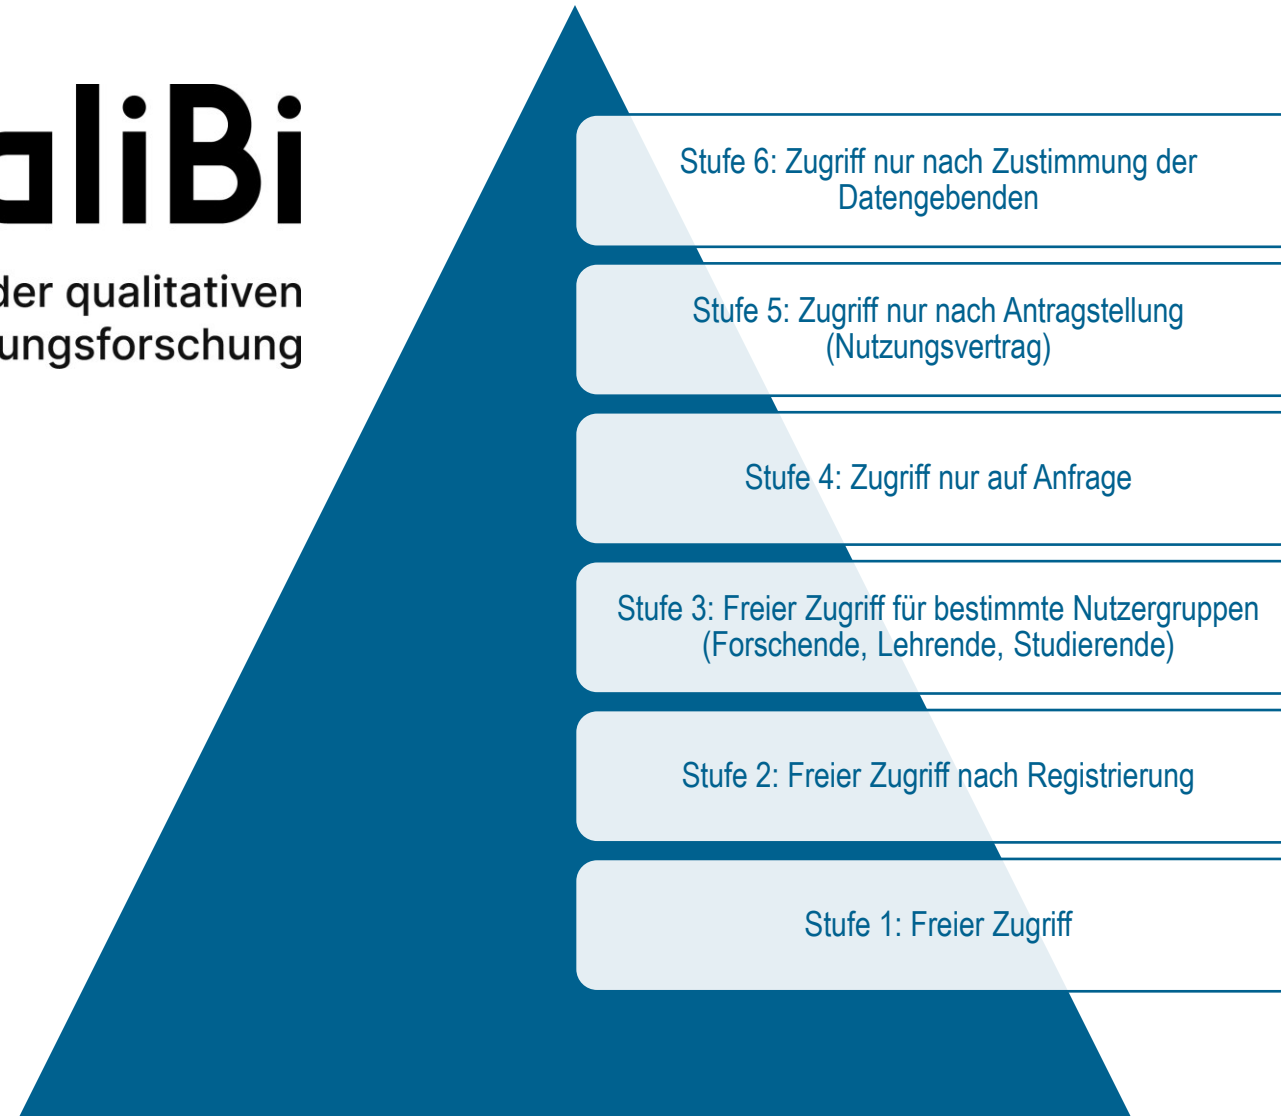 aliBi
der qualitativen
ungsforschung
Stufe 6: Zugriff nur nach Zustimmung der
Datengebenden
Stufe 5: Zugriff nur nach Antragstellung
(Nutzungsvertrag)
Stufe 4: Zugriff nur auf Anfrage
Stufe 3: Freier Zugriff für bestimmte Nutzergruppen
(Forschende, Lehrende, Studierende)
Stufe 2: Freier Zugriff nach Registrierung
Stufe 1: Freier Zugriff